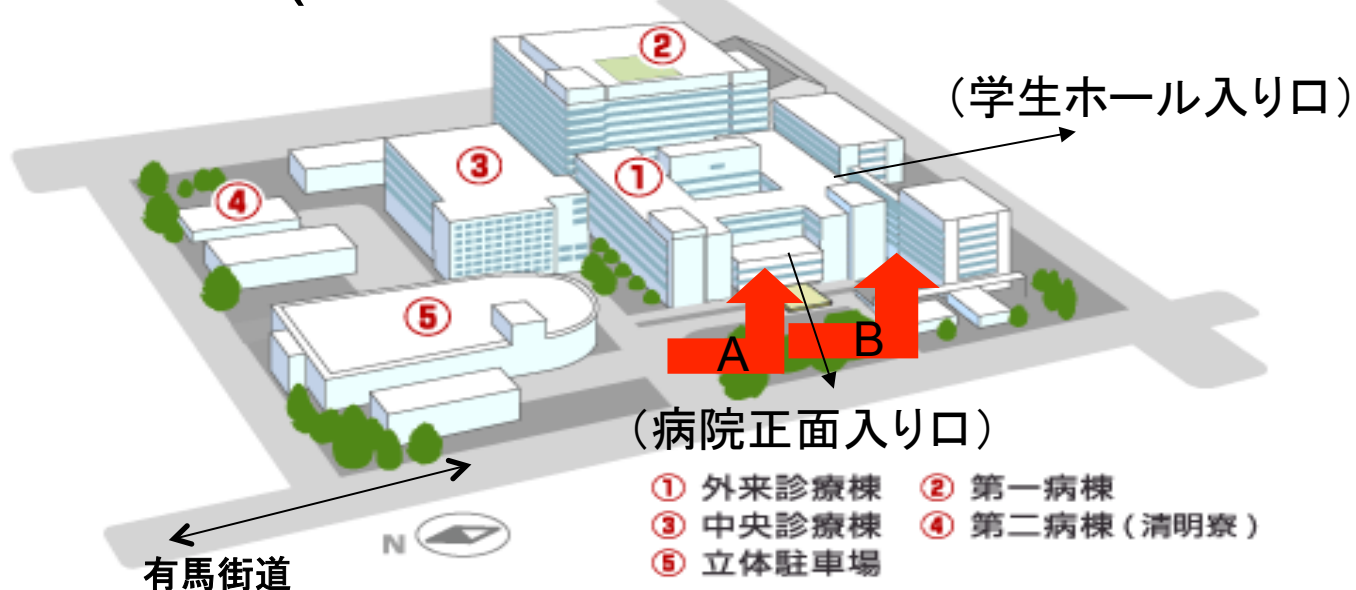 ②
（学生ホール入り口）
③
①
④
⑤
A
B
（病院正面入り口）
① 外来診療棟 ② 第一病棟
③ 中央診療棟 ④ 第二病棟(清明寮)
⑤ 立体駐車場
N
有馬街道